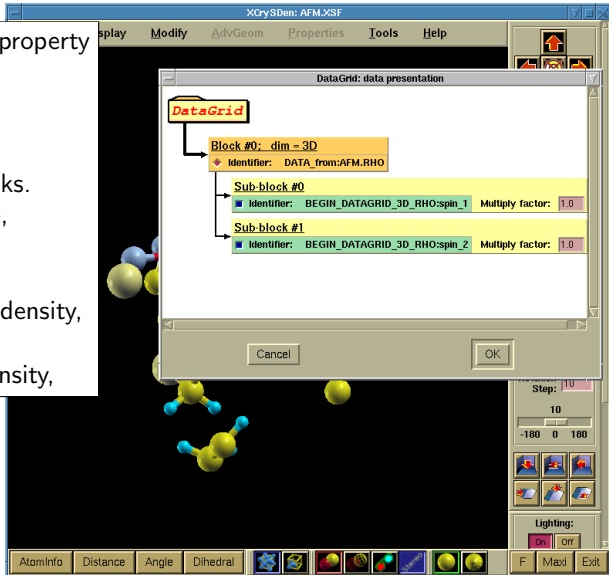 XCrySDen: AFM.XSF
splay Modify AdvGeom Properties Tools Help
property
ks.
,
density,
nsity,
DataGrid: data presentation
DataGrid
Block #0; dim = 3D
Identifier: DATA_from:AFM.RHO
Sub-block #0
Identifier: BEGIN_DATAGRID_3D_RHO:spin_1 Multiply factor: 1.0
Sub-block #1
Identifier: BEGIN_DATAGRID_3D_RHO:spin_2 Multiply factor: 1.0
Cancel OK
Step: 10
10
-180 0 180
Lighting:
On Off
AtomInfo Distance Angle Dihedral stereo F Maxi Exit